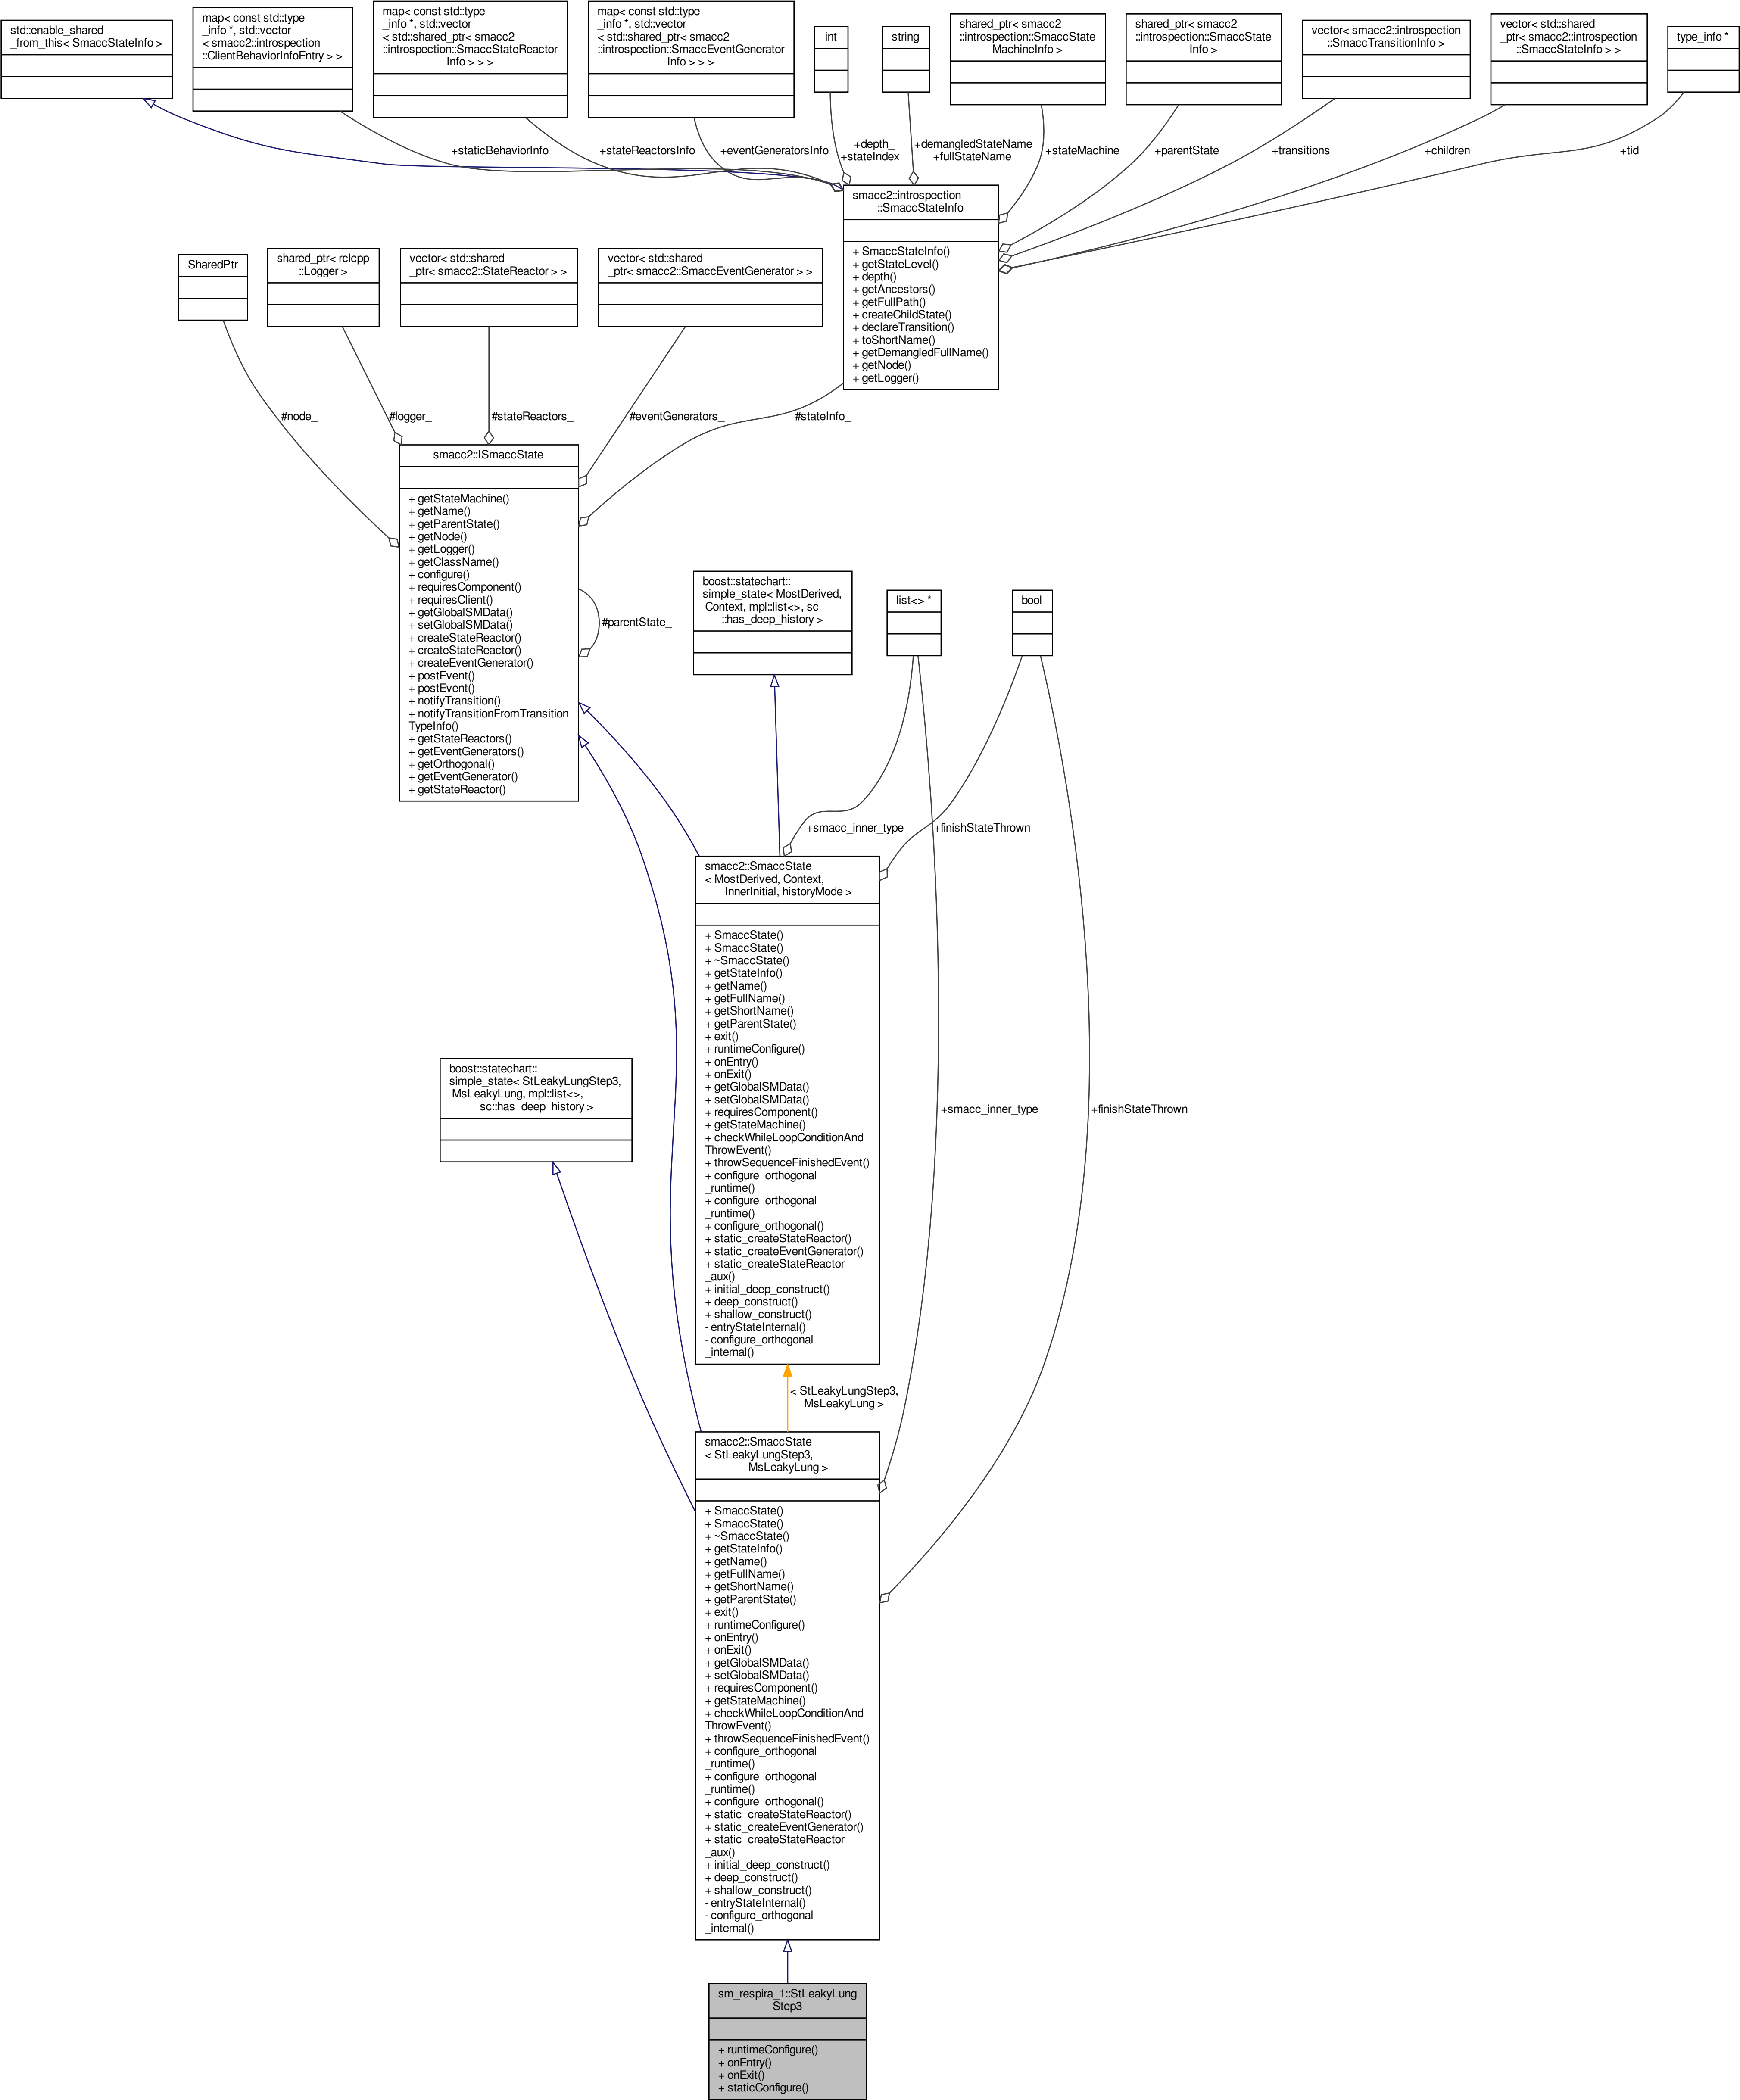 std::enable_shared
_from_this< SmaccStateInfo >
map< const std::type
_info *, std::vector
< smacc2::introspection
::ClientBehaviorInfoEntry > >
map< const std::type
_info *, std::vector
< std::shared_ptr< smacc2
::introspection::SmaccStateReactor
Info > > >
map< const std::type
_info *, std::vector
< std::shared_ptr< smacc2
::introspection::SmaccEventGenerator
Info > > >
int
string
shared_ptr< smacc2
::introspection::SmaccState
MachineInfo >
shared_ptr< smacc2
::introspection::SmaccState
Info >
vector< smacc2::introspection
::SmaccTransitionInfo >
vector< std::shared
_ptr< smacc2::introspection
::SmaccStateInfo > >
type_info *
+staticBehaviorInfo
+stateReactorsInfo
+eventGeneratorsInfo
+depth_
+stateIndex_
+demangledStateName
+fullStateName
+stateMachine_
+parentState_
+transitions_
+children_
+tid_
smacc2::introspection
::SmaccStateInfo
+ SmaccStateInfo()
+ getStateLevel()
+ depth()
+ getAncestors()
+ getFullPath()
+ createChildState()
+ declareTransition()
+ toShortName()
+ getDemangledFullName()
+ getNode()
+ getLogger()
SharedPtr
shared_ptr< rclcpp
::Logger >
vector< std::shared
_ptr< smacc2::StateReactor > >
vector< std::shared
_ptr< smacc2::SmaccEventGenerator > >
#node_
#logger_
#stateReactors_
#eventGenerators_
#stateInfo_
smacc2::ISmaccState
+ getStateMachine()
+ getName()
+ getParentState()
+ getNode()
+ getLogger()
+ getClassName()
+ configure()
+ requiresComponent()
+ requiresClient()
+ getGlobalSMData()
+ setGlobalSMData()
+ createStateReactor()
+ createStateReactor()
+ createEventGenerator()
+ postEvent()
+ postEvent()
+ notifyTransition()
+ notifyTransitionFromTransition
TypeInfo()
+ getStateReactors()
+ getEventGenerators()
+ getOrthogonal()
+ getEventGenerator()
+ getStateReactor()
#parentState_
boost::statechart::
simple_state< MostDerived,
Context, mpl::list<>, sc
::has_deep_history >
list<> *
bool
+smacc_inner_type
+finishStateThrown
smacc2::SmaccState
< MostDerived, Context,
InnerInitial, historyMode >
+ SmaccState()
+ SmaccState()
+ ~SmaccState()
+ getStateInfo()
+ getName()
+ getFullName()
+ getShortName()
+ getParentState()
+ exit()
+ runtimeConfigure()
+ onEntry()
+ onExit()
+ getGlobalSMData()
+ setGlobalSMData()
+ requiresComponent()
+ getStateMachine()
+ checkWhileLoopConditionAnd
ThrowEvent()
+ throwSequenceFinishedEvent()
+ configure_orthogonal
_runtime()
+ configure_orthogonal
_runtime()
+ configure_orthogonal()
+ static_createStateReactor()
+ static_createEventGenerator()
+ static_createStateReactor
_aux()
+ initial_deep_construct()
+ deep_construct()
+ shallow_construct()
- entryStateInternal()
- configure_orthogonal
_internal()
boost::statechart::
simple_state< StLeakyLungStep3,
MsLeakyLung, mpl::list<>,
sc::has_deep_history >
+smacc_inner_type
+finishStateThrown
< StLeakyLungStep3,
MsLeakyLung >
smacc2::SmaccState
< StLeakyLungStep3,
MsLeakyLung >
+ SmaccState()
+ SmaccState()
+ ~SmaccState()
+ getStateInfo()
+ getName()
+ getFullName()
+ getShortName()
+ getParentState()
+ exit()
+ runtimeConfigure()
+ onEntry()
+ onExit()
+ getGlobalSMData()
+ setGlobalSMData()
+ requiresComponent()
+ getStateMachine()
+ checkWhileLoopConditionAnd
ThrowEvent()
+ throwSequenceFinishedEvent()
+ configure_orthogonal
_runtime()
+ configure_orthogonal
_runtime()
+ configure_orthogonal()
+ static_createStateReactor()
+ static_createEventGenerator()
+ static_createStateReactor
_aux()
+ initial_deep_construct()
+ deep_construct()
+ shallow_construct()
- entryStateInternal()
- configure_orthogonal
_internal()
sm_respira_1::StLeakyLung
Step3
+ runtimeConfigure()
+ onEntry()
+ onExit()
+ staticConfigure()